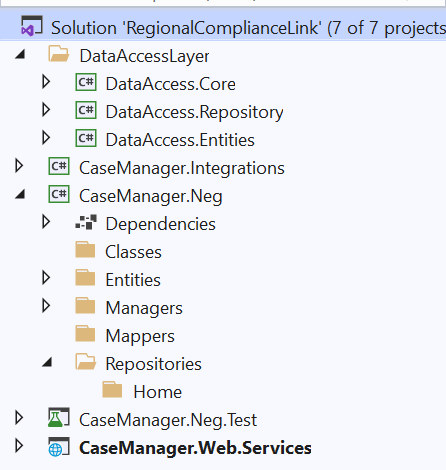 Solution 'RegionalComplianceLink' (7 of 7 projects
DataAccessLayer
C# DataAccess.Core
C# DataAccess.Repository
C# DataAccess.Entities
C# CaseManager.Integrations
C# CaseManager.Neg
Dependencies
Classes
Entities
Managers
Mappers
Repositories
Home
CaseManager.Neg.Test
CaseManager.Web.Services